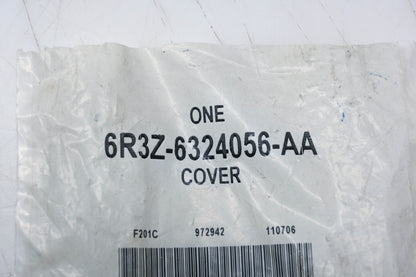 ONE
6R3Z-6324056-AA
COVER
F201C 972942 110706